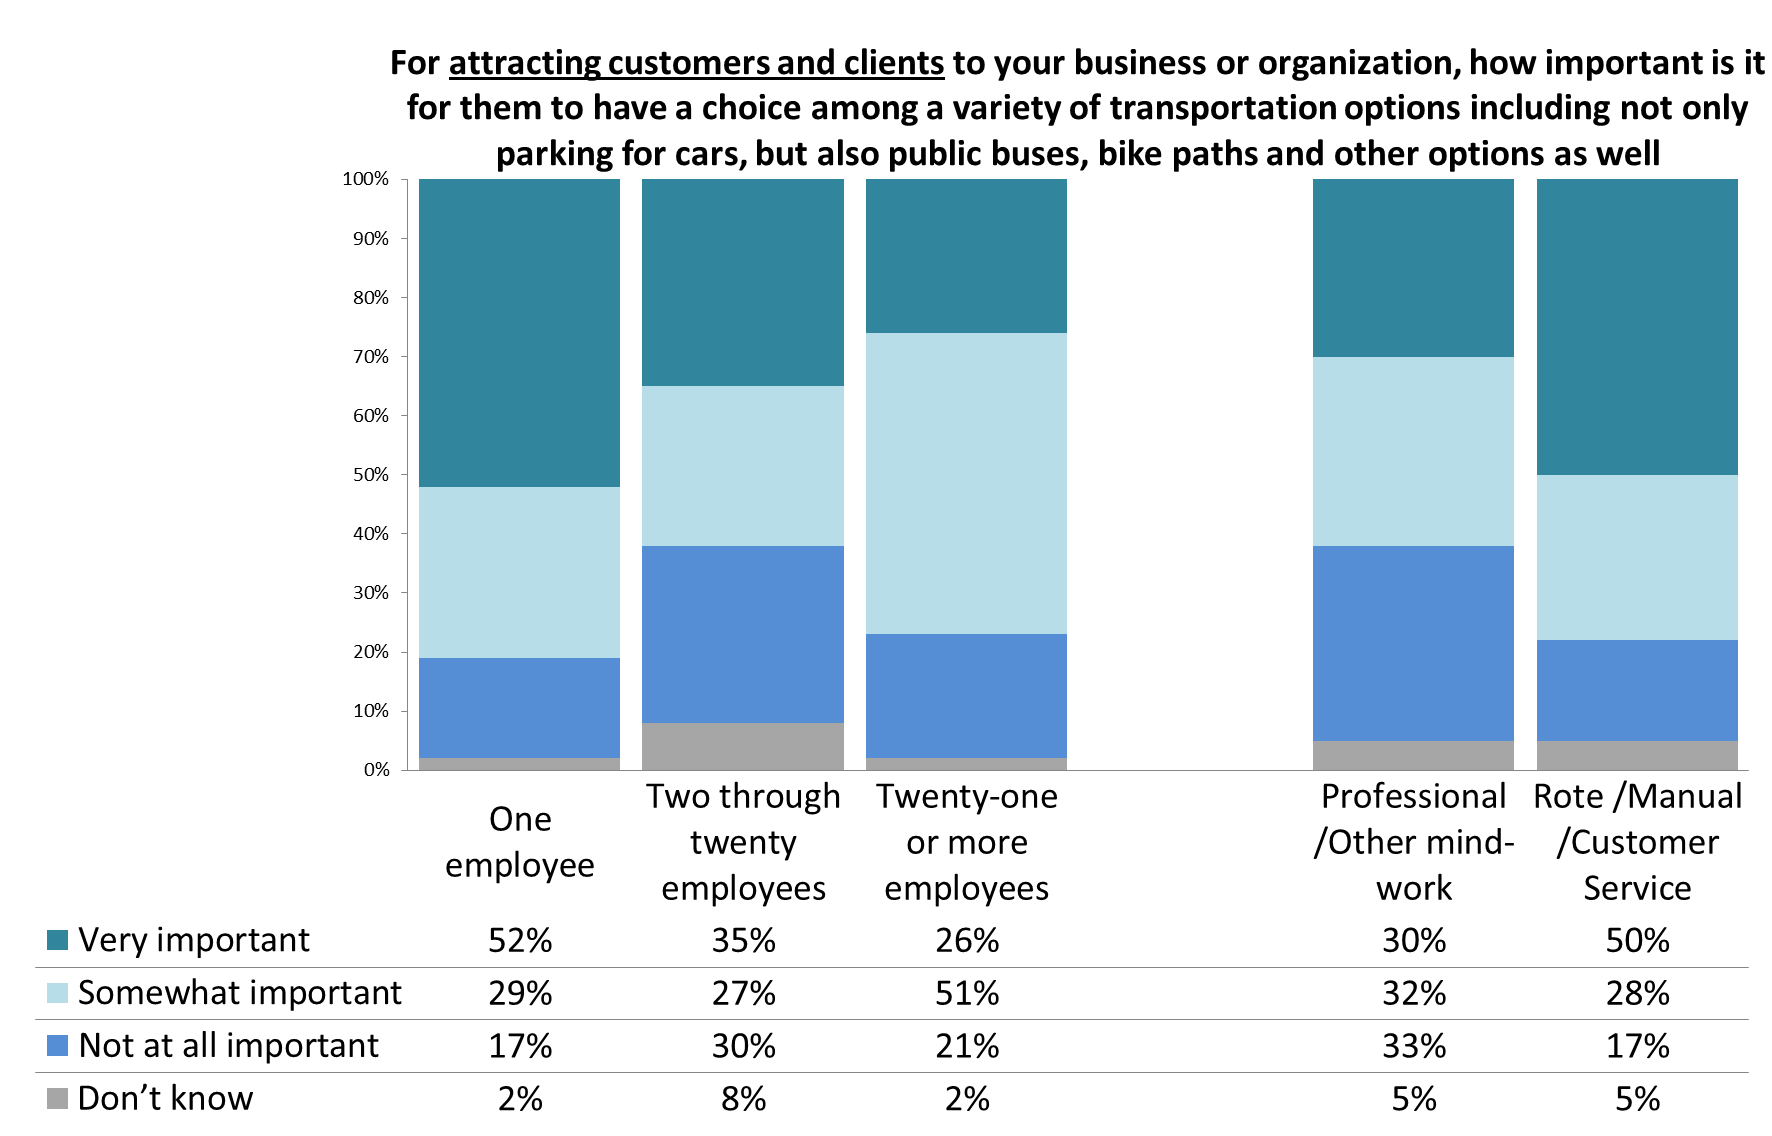 For attracting customers and clients to your business or organization, how important is it
for them to have a choice among a variety of transportation options including not only
parking for cars, but also public buses, bike paths and other options as well
100%
90%
80%
70%
60%
50%
40%
30%
20%
10%
0%
One
employee
Two through
twenty
employees
Twenty-one
or more
employees
Professional
/Other mind-
work
Rote /Manual
/Customer
Service
Very important 52% 35% 26% 30% 50%
Somewhat important 29% 27% 51% 32% 28%
Not at all important 17% 30% 21% 33% 17%
Don’t know 2% 8% 2% 5% 5%